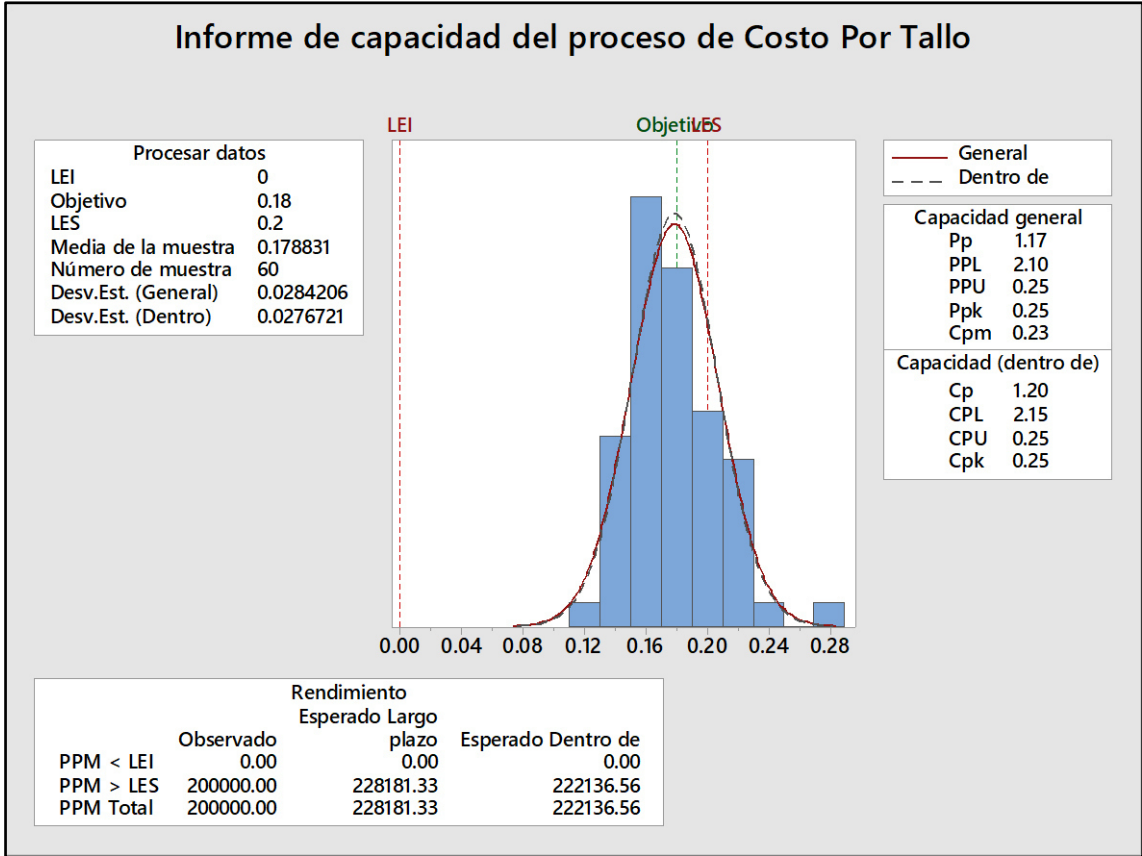 Informe de capacidad del proceso de Costo Por Tallo
LEI Objetivo LES
Procesar datos
LEI 0
Objetivo 0.18
LES 0.2
Media de la muestra 0.178831
Número de muestra 60
Desv.Est. (General) 0.0284206
Desv.Est. (Dentro) 0.0276721
General
Dentro de
Capacidad general
Pp 1.17
PPL 2.10
PPU 0.25
Ppk 0.25
Cpm 0.23
Capacidad (dentro de)
Cp 1.20
CPL 2.15
CPU 0.25
Cpk 0.25
0.00 0.04 0.08 0.12 0.16 0.20 0.24 0.28
Rendimiento
Esperado Largo
Observado plazo Esperado Dentro de
PPM < LEI 0.00 0.00 0.00
PPM > LES 200000.00 228181.33 222136.56
PPM Total 200000.00 228181.33 222136.56